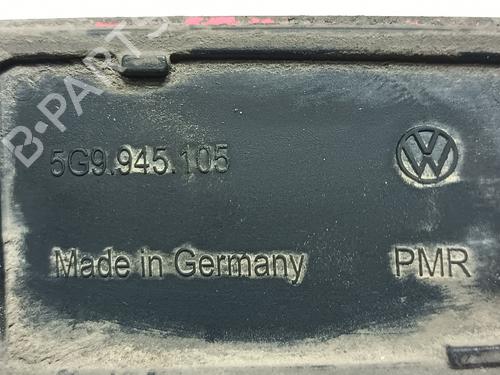 B-PARTS
5G9.945.105
Made in Germany
PMR